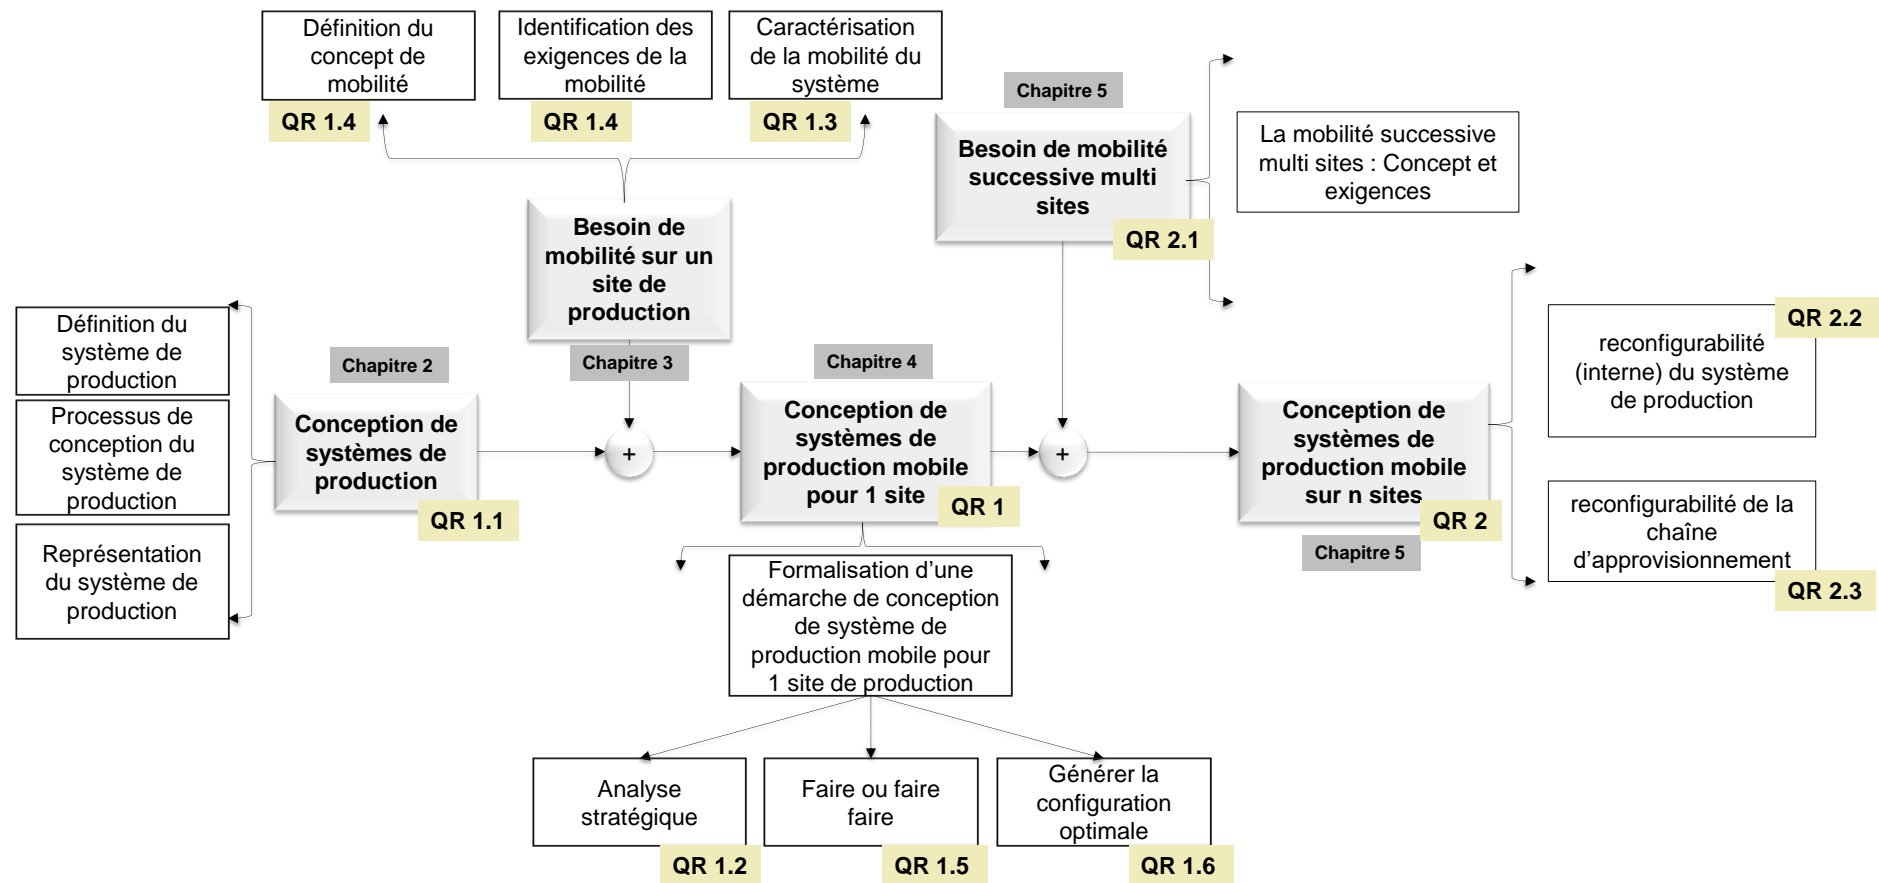 Définition du
concept de
mobilité
QR 1.4
Identification des
exigences de la
mobilité
QR 1.4
Caractérisation
de la mobilité du
système
QR 1.3
Chapitre 5
Besoin de mobilité
successive multi
sites
QR 2.1
La mobilité successive
multi sites : Concept et
exigences
Besoin de
mobilité sur un
site de
production
Chapitre 3
Définition du
système de
production
Processus de
conception du
système de
production
Représentation
du système de
production
Chapitre 2
Conception de
systèmes de
production
QR 1.1
+
Chapitre 4
Conception de
systèmes de
production mobile
pour 1 site
QR 1
+
Conception de
systèmes de
production mobile
sur n sites
QR 2
Chapitre 5
QR 2.2
reconfigurabilité
(interne) du système
de production
reconfigurabilité de la
chaîne
d’approvisionnement
QR 2.3
Formalisation d’une
démarche de conception
de système de
production mobile pour
1 site de production
Analyse
stratégique
QR 1.2
Faire ou faire
faire
QR 1.5
Générer la
configuration
optimale
QR 1.6